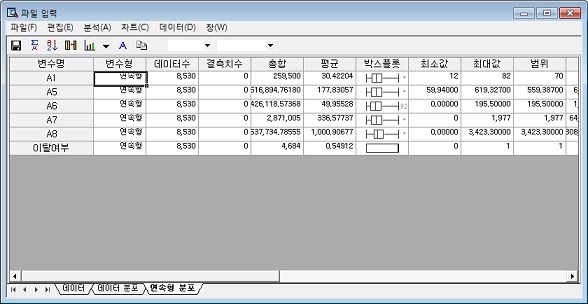 파일 입력
파일(F) 편집(E) 분석(A) 차트(C) 데이터(D) 창(W)
변수명 변수형 데이터수 결측치수 총합 평균 박스플롯 최소값 최대값 범위
A1 연속형 8,530 0 259,500 30,42204 12 82 70
A5 연속형 8,530 0 516,894,76180 177,83057 59,94000 619,32700 559,38700
A6 연속형 8,530 0 426,118,57368 49,95528 92 0,00000 195,50000 195,50000
A7 연속형 8,530 0 2,871,005 336,57737 0 1,977 1,977 64,
A8 연속형 8,530 0 537,734,78555 1,000,90677 0,00000 3,423,30000 3,423,30000 308,
이탈여부 연속형 8,530 0 4,684 0,54912 0 1 1
데이터 데이터 분포 연속형 분포